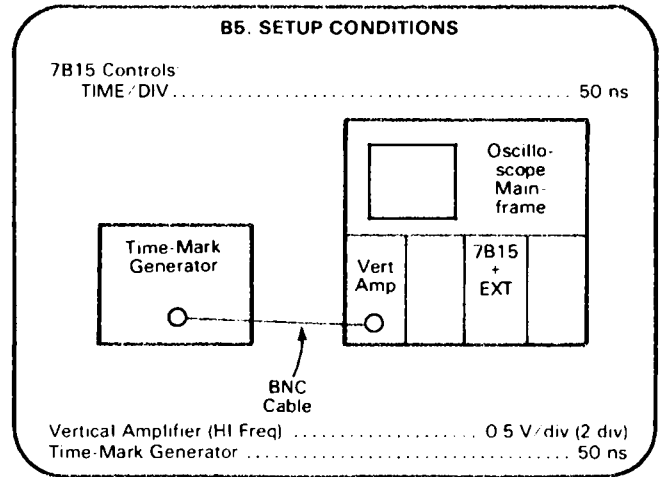 B5. SETUP CONDITIONS
7B15 Controls:
TIME/DIV ........................................ 50 ns
Oscillo-
scope
Main-
frame
Time-Mark
Generator
Vert
Amp
7B15
+
EXT
BNC
Cable
Vertical Amplifier (HI Freq) ..................... 0.5 V/div (2 div)
Time-Mark Generator ................................. 50 ns